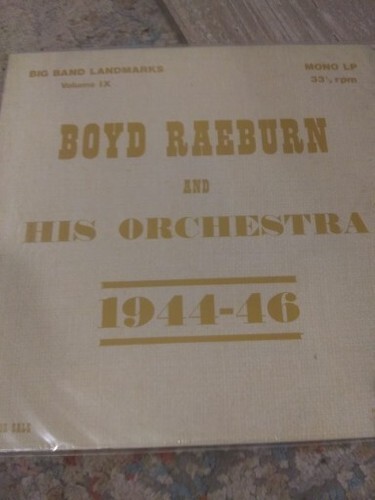 BIG BAND LANDMARKS
Volume IX
MONO LP
33⅓ rpm
BOYD RAEBURN
AND
HIS ORCHESTRA
1944-46